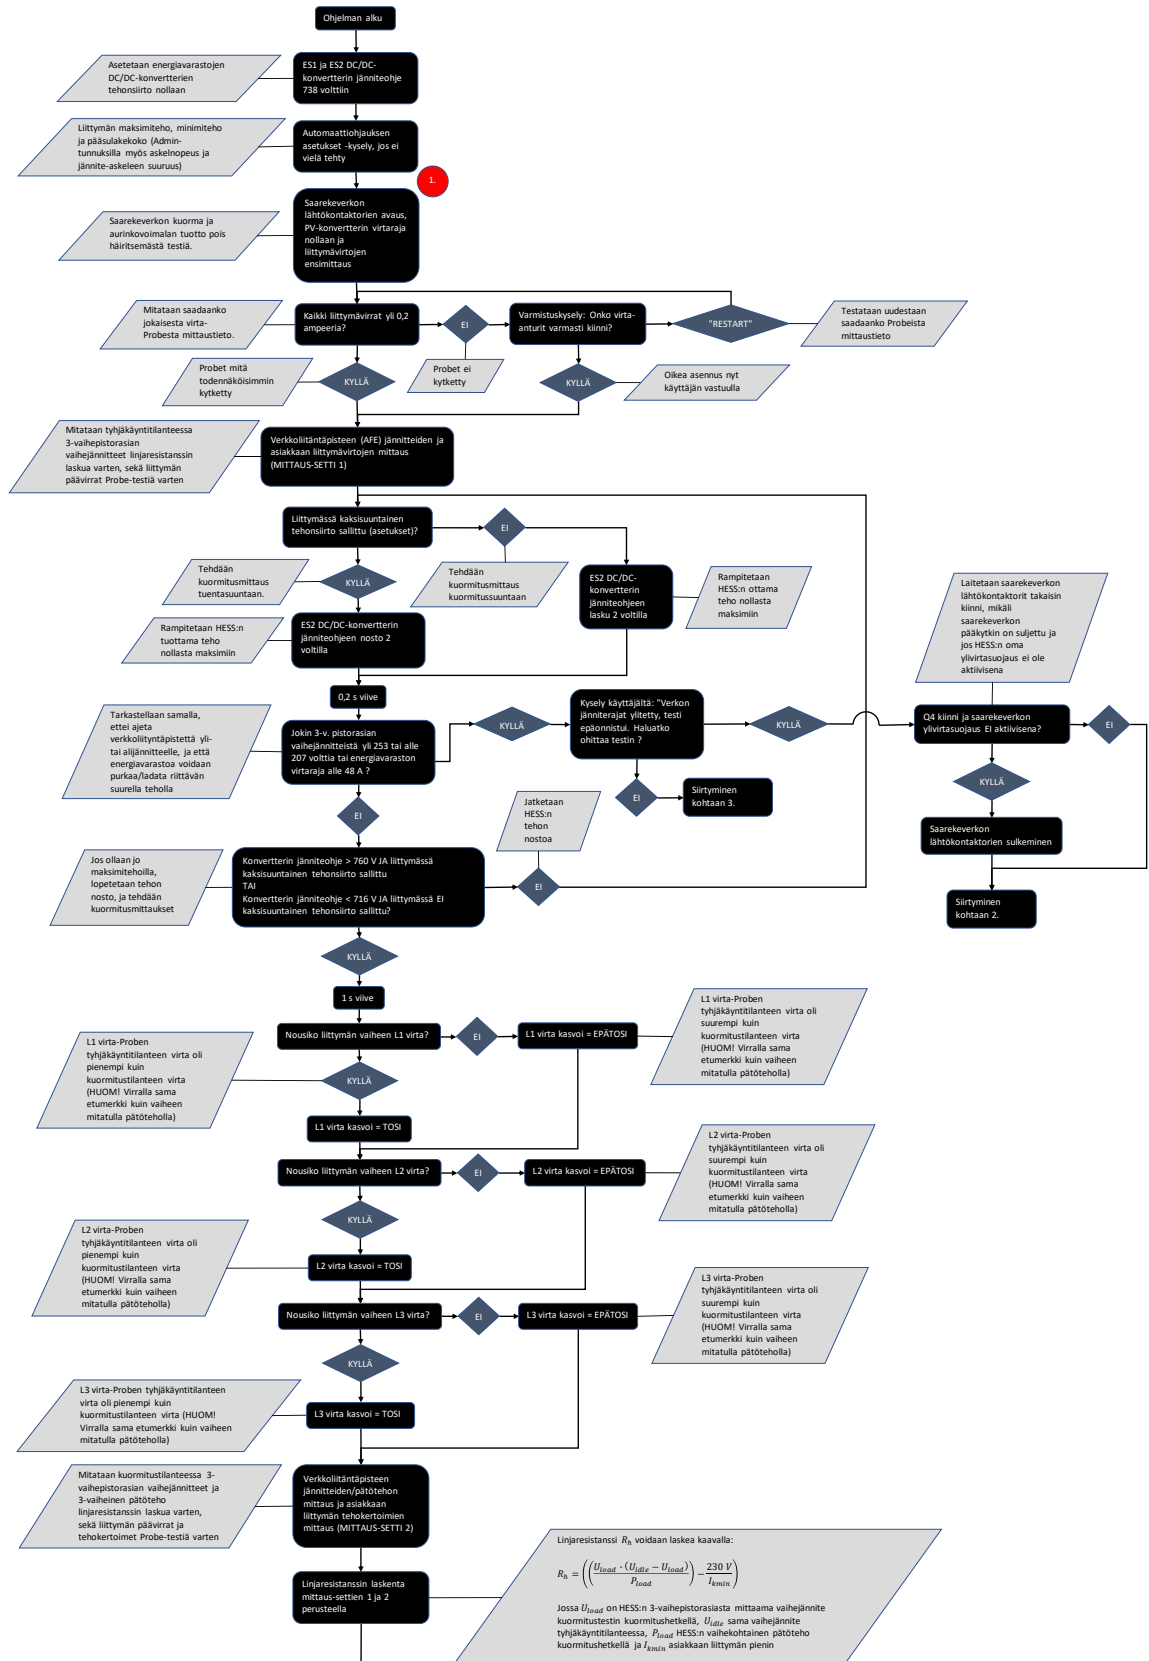 Ohjelman alku
Asetetaan energiavarastojen
DC/DC-konvertterien
tehonsiirto nollaan
ES1 ja ES2 DC/DC-
konvertterin jänniteohje
738 volttiin
Liittymän maksimiteho, minimiteho
ja pääsulakekoko (Admin-
tunnuksilla myös askelnopeus ja
jännite-askeleen suuruus)
Automaattiohjauksen
asetukset -kysely, jos ei
vielä tehty
1.
Saarekeverkon kuorma ja
aurinkovoimalan tuotto pois
häiritsemästä testiä.
Saarekeverkon
lähtökontaktorien avaus,
PV-konvertterin virtaraja
nollaan ja
liittymävirtojen
ensimittaus
Mitataan saadaanko
jokaisesta virta-
Probesta mittaustieto.
Kaikki liittymävirrat yli 0,2
ampeeria?
EI
Varmistuskysely: Onko virta-
anturit varmasti kiinni?
"RESTART"
Testataan uudestaan
saadaanko Probeista
mittaustieto
Probet mitä
todennäköisimmin
kytketty
KYLLÄ
Probet ei
kytketty
KYLLÄ
Oikea asennus nyt
käyttäjän vastuulla
Mitataan tyhjäkäyntitilanteessa
3-vaihepistorasian
vaihejännitteet linjaresistanssin
laskua varten, sekä liittymän
päävirrat Probe-testiä varten
Verkkoliitäntäpisteen (AFE) jännitteiden ja
asiakkaan liittymävirtojen mittaus
(MITTAUS-SETTI 1)
Liittymässä kaksisuuntainen
tehonsiirto sallittu (asetukset)?
EI
Tehdään
kuormitusmittaus
tuentasuuntaan.
KYLLÄ
Tehdään
kuormitusmittaus
kuormitussuuntaan
ES2 DC/DC-
konvertterin
jänniteohjeen
lasku 2 voltilla
Rampitetaan
HESS:n ottama
teho nollasta
maksimiin
Rampitetaan HESS:n
tuottama teho
nollasta maksimiin
ES2 DC/DC-konvertterin
jänniteohjeen nosto 2
voltilla
Laitetaan saarekeverkon
lähtökontaktorit takaisin
kiinni, mikäli
saarekeverkon
pääkytkin on suljettu ja
jos HESS:n oma
ylivirtasuojaus ei ole
aktiivisena
0,2 s viive
Tarkastellaan samalla,
ettei ajeta
verkkoliityntäpistettä yli-
tai alijännitteelle, ja että
energiavarastoa voidaan
purkaa/ladata riittävän
suurella teholla
Jokin 3-v. pistorasian
vaihejännitteistä yli 253 tai alle
207 volttia tai energiavaraston
virtaraja alle 48 A ?
KYLLÄ
Kysely käyttäjältä: "Verkon
jänniterajat ylitetty, testi
epäonnistui. Haluatko
ohittaa testin ?
KYLLÄ
Q4 kiinni ja saarekeverkon
ylivirtasuojaus EI aktiivisena?
EI
EI
Siirtyminen
kohtaan 3.
KYLLÄ
EI
Jatketaan
HESS:n
tehon
nostoa
Saarekeverkon
lähtökontaktorien sulkeminen
Jos ollaan jo
maksimitehoilla,
lopetetaan tehon
nosto, ja tehdään
kuormitusmittaukset
Konvertterin jänniteohje > 760 V JA liittymässä
kaksisuuntainen tehonsiirto sallittu
TAI
Konvertterin jänniteohje < 716 V JA liittymässä EI
kaksisuuntainen tehonsiirto sallittu?
EI
Siirtyminen
kohtaan 2.
KYLLÄ
1 s viive
Nousiko liittymän vaiheen L1 virta?
EI
L1 virta kasvoi = EPÄTOSI
L1 virta-Proben
tyhjäkäyntitilanteen virta oli
suurempi kuin
kuormitustilanteen virta
(HUOM! Virralla sama
etumerkki kuin vaiheen
mitatulla pätöteholla)
L1 virta-Proben
tyhjäkäyntitilanteen virta oli
pienempi kuin
kuormitustilanteen virta
(HUOM! Virralla sama
etumerkki kuin vaiheen
mitatulla pätöteholla)
KYLLÄ
L1 virta kasvoi = TOSI
Nousiko liittymän vaiheen L2 virta?
EI
L2 virta kasvoi = EPÄTOSI
L2 virta-Proben
tyhjäkäyntitilanteen virta oli
suurempi kuin
kuormitustilanteen virta
(HUOM! Virralla sama
etumerkki kuin vaiheen
mitatulla pätöteholla)
KYLLÄ
L2 virta-Proben
tyhjäkäyntitilanteen virta oli
pienempi kuin
kuormitustilanteen virta
(HUOM! Virralla sama
etumerkki kuin vaiheen
mitatulla pätöteholla)
L2 virta kasvoi = TOSI
Nousiko liittymän vaiheen L3 virta?
EI
L3 virta kasvoi = EPÄTOSI
L3 virta-Proben
tyhjäkäyntitilanteen virta oli
suurempi kuin
kuormitustilanteen virta
(HUOM! Virralla sama
etumerkki kuin vaiheen
mitatulla pätöteholla)
KYLLÄ
L3 virta-Proben tyhjäkäyntitilanteen
virta oli pienempi kuin
kuormitustilanteen virta (HUOM!
Virralla sama etumerkki kuin vaiheen
mitatulla pätöteholla)
L3 virta kasvoi = TOSI
Mitataan kuormitustilanteessa 3-
vaihepistorasian vaihejännitteet ja
3-vaiheinen pätöteho
linjaresistanssin laskua varten,
sekä liittymän päävirrat ja
tehokertoimet Probe-testiä varten
Verkkoliitäntäpisteen
jännitteiden/pätötehon
mittaus ja asiakkaan
liittymän tehokertoimien
mittaus (MITTAUS-SETTI 2)
Linjaresistanssin laskenta
mittaus-settien 1 ja 2
perusteella
Linjaresistanssi R_h voidaan laskea kaavalla:
R_h = ((U_load · (U_idle − U_load) / P_load) − 230 V / I_kmin)
Jossa U_load on HESS:n 3-vaihepistorasiasta mittaama vaihejännite
kuormitustestin kuormitushetkellä, U_idle sama vaihejännite
tyhjäkäyntitilanteessa, P_load HESS:n vaihekohtainen pätöteho
kuormitushetkellä ja I_kmin asiakkaan liittymän pienin